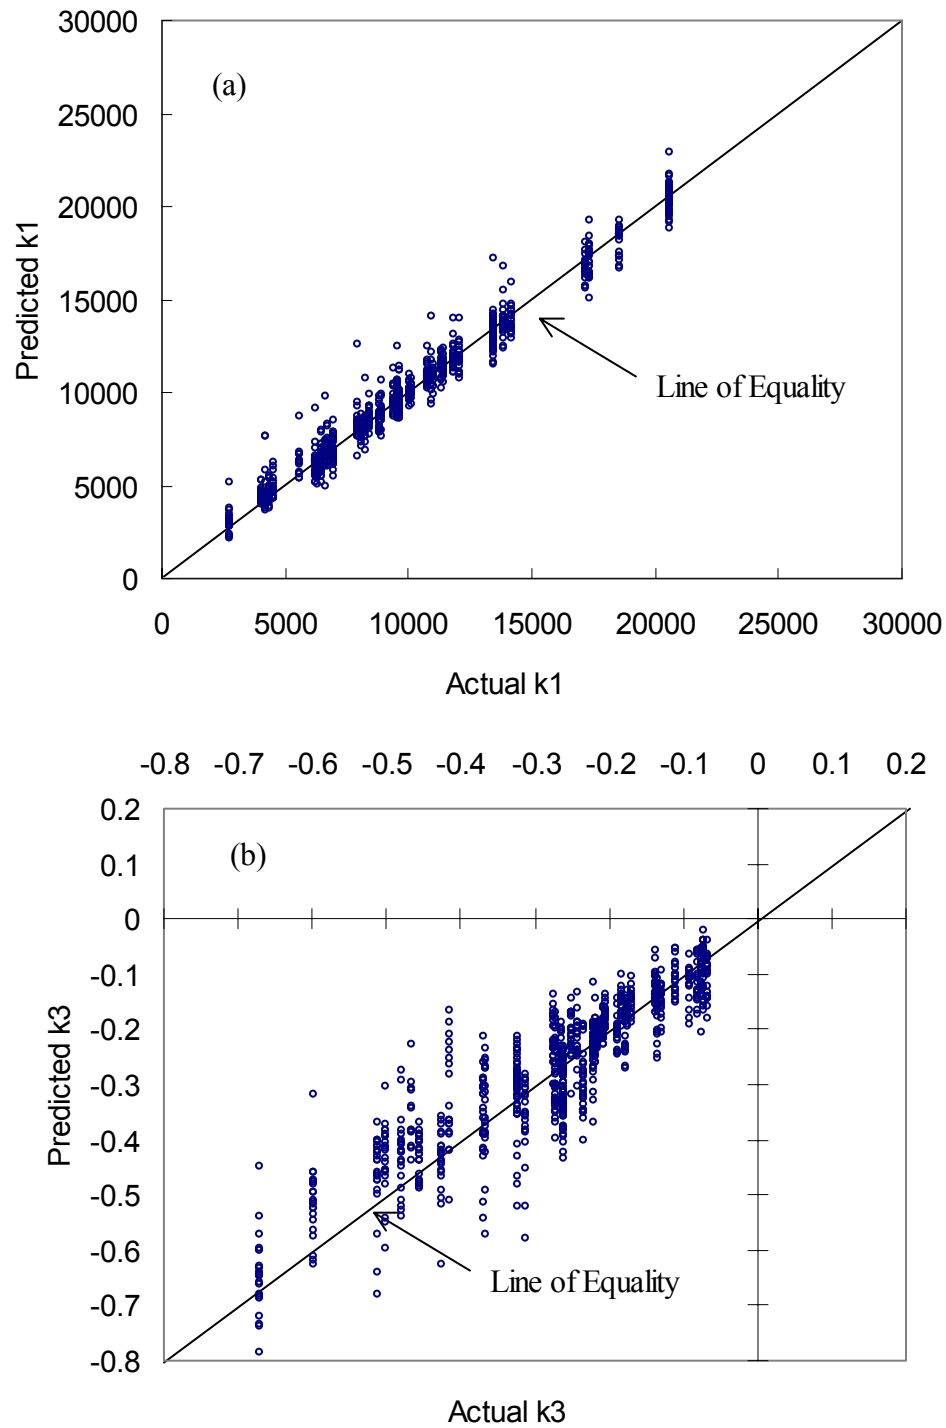 30000
(a)
25000
20000
Predicted k1
15000
Line of Equality
10000
5000
0
0 5000 10000 15000 20000 25000 30000
Actual k1
-0.8 -0.7 -0.6 -0.5 -0.4 -0.3 -0.2 -0.1 0 0.1 0.2
0.2
(b)
0.1
0
-0.1
-0.2
Predicted k3
-0.3
-0.4
-0.5
-0.6
Line of Equality
-0.7
-0.8
Actual k3